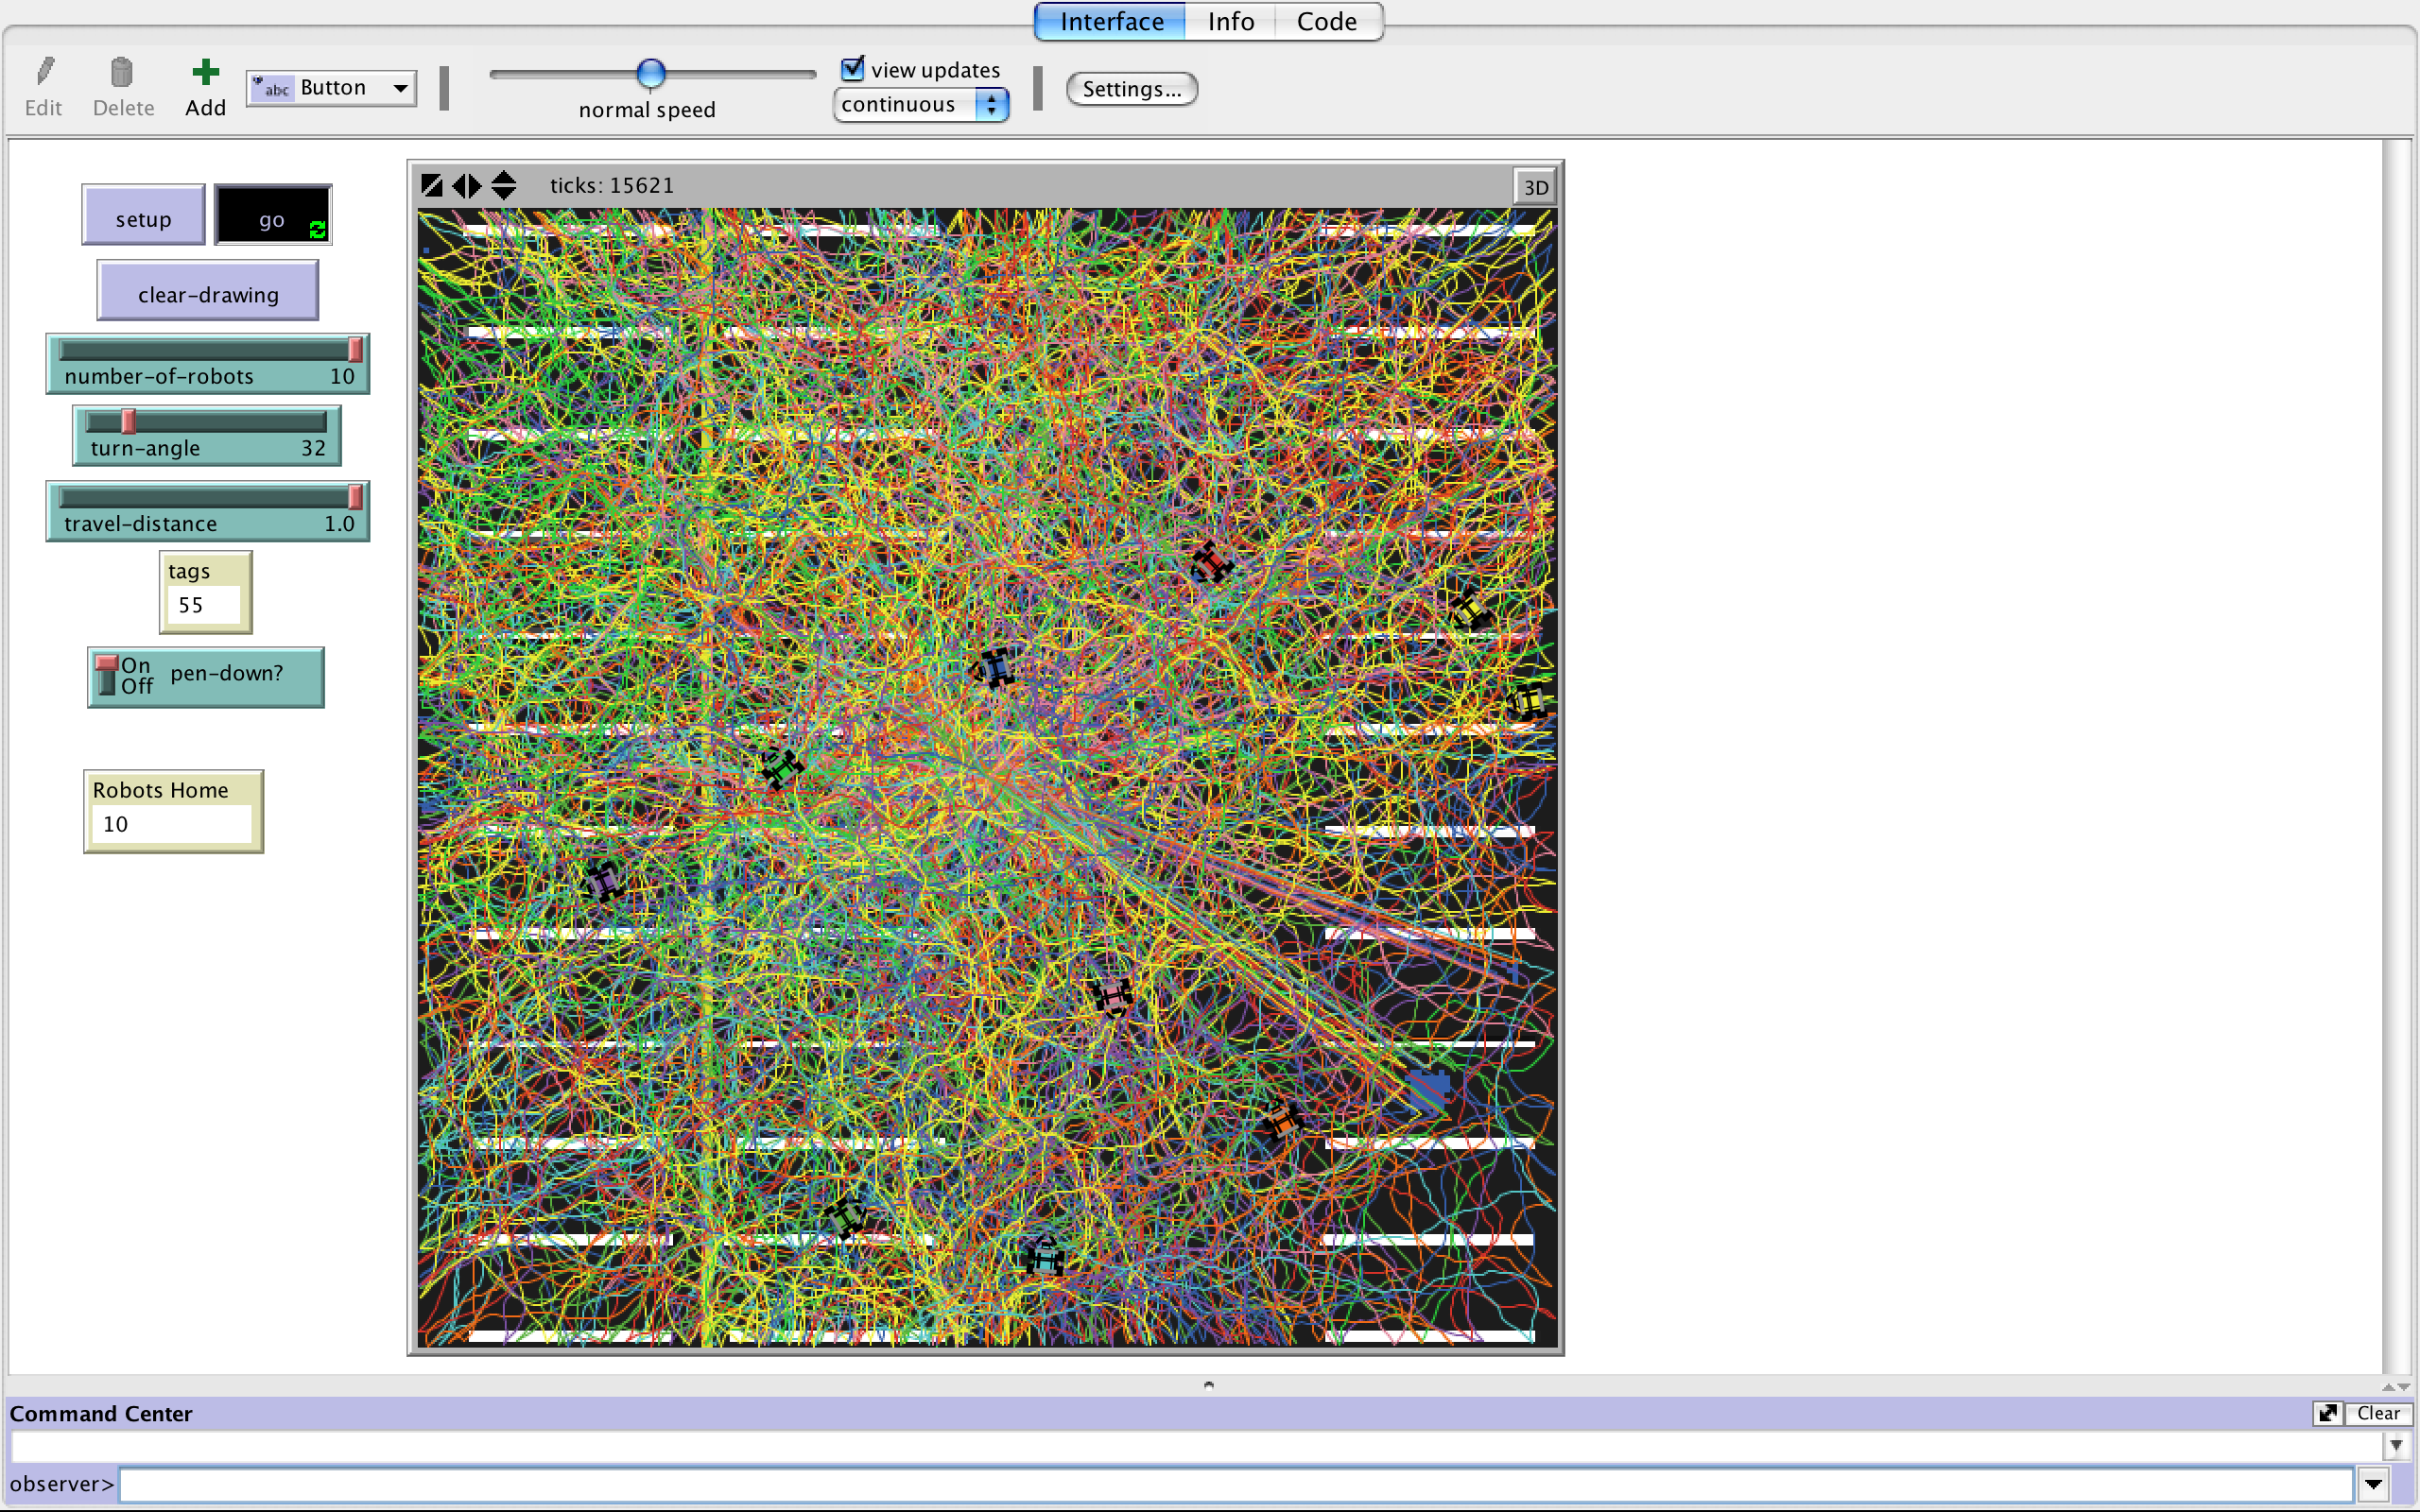 Interface Info Code
Edit Delete Add abc Button
normal speed
view updates
continuous
Settings...
ticks: 15621 3D
setup go
clear-drawing
number-of-robots 10
turn-angle 32
travel-distance 1.0
tags
55
On
Off
pen-down?
Robots Home
10
Command Center Clear
observer>